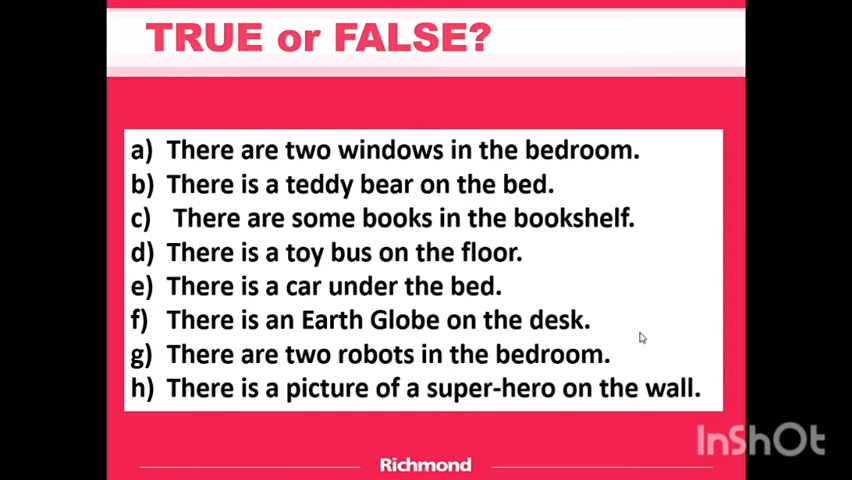 TRUE or FALSE?
a) There are two windows in the bedroom.
b) There is a teddy bear on the bed.
c) There are some books in the bookshelf.
d) There is a toy bus on the floor.
e) There is a car under the bed.
f) There is an Earth Globe on the desk.
g) There are two robots in the bedroom.
h) There is a picture of a super-hero on the wall.
InShOt
Richmond